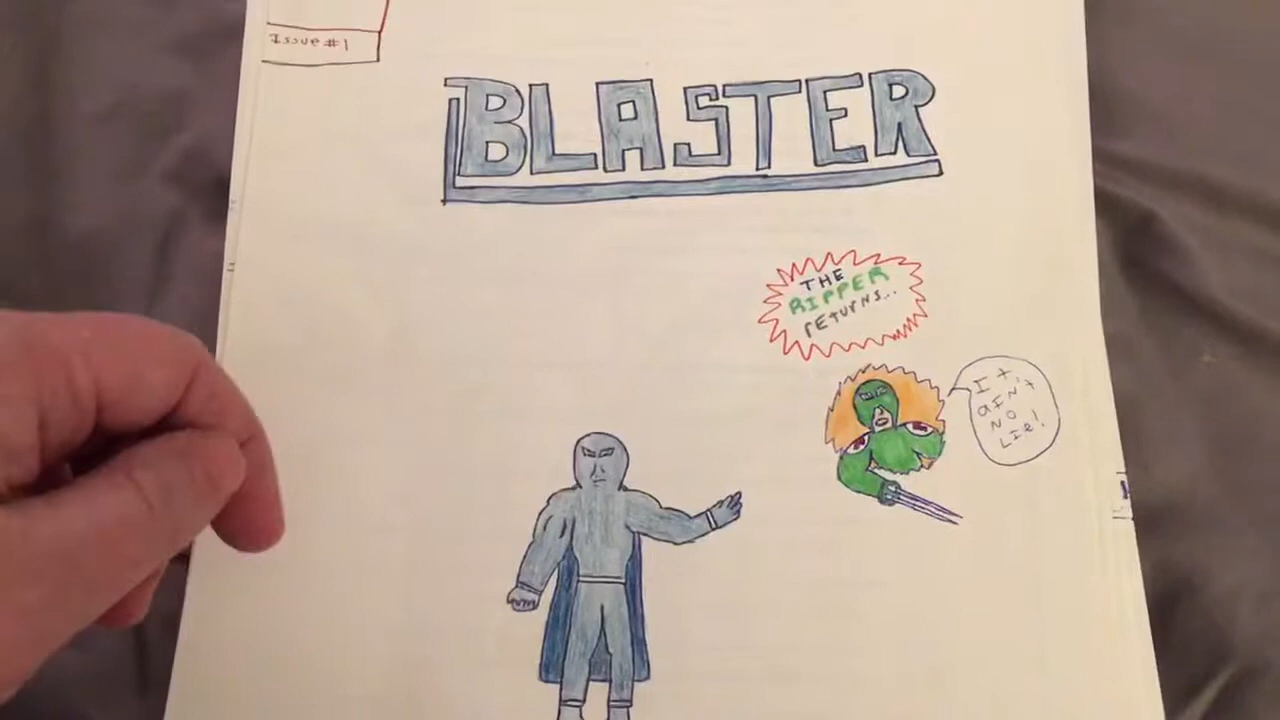 Issue #1
BLASTER
THE
RIPPER
RETURNS...
It
aIN't
NO
LIE!